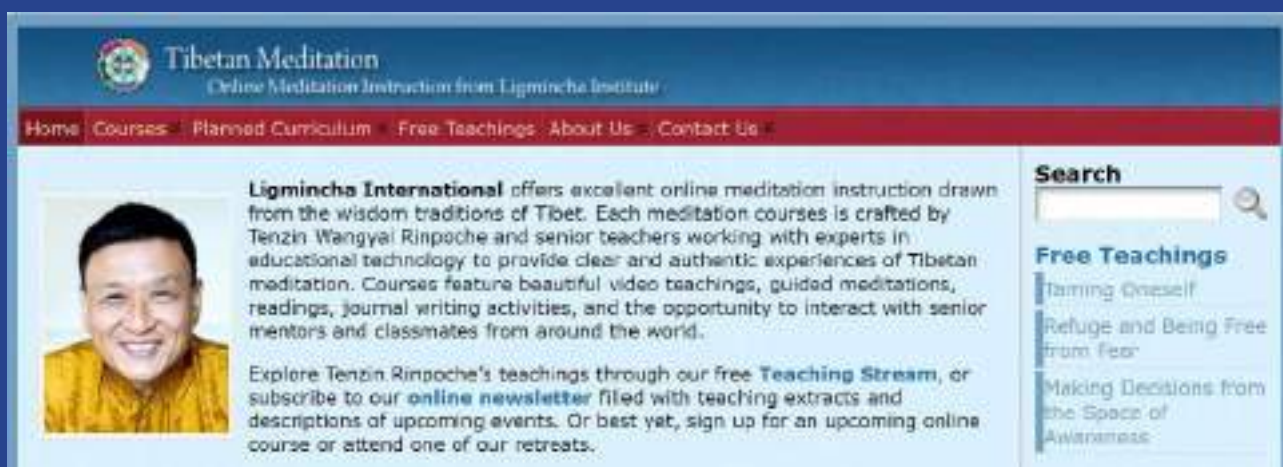 Tibetan Meditation
Online Meditation Instruction from Ligmincha Institute
Home Courses Planned Curriculum Free Teachings About Us Contact Us
Ligmincha International offers excellent online meditation instruction drawn
from the wisdom traditions of Tibet. Each meditation courses is crafted by
Tenzin Wangyal Rinpoche and senior teachers working with experts in
educational technology to provide clear and authentic experiences of Tibetan
meditation. Courses feature beautiful video teachings, guided meditations,
readings, journal writing activities, and the opportunity to interact with senior
mentors and classmates from around the world.
Explore Tenzin Rinpoche's teachings through our free Teaching Stream, or
subscribe to our online newsletter filled with teaching extracts and
descriptions of upcoming events. Or best yet, sign up for an upcoming online
course or attend one of our retreats.
Search
Free Teachings
Taming Oneself
Refuge and Being Free
from Fear
Making Decisions from
the Space of
Awareness